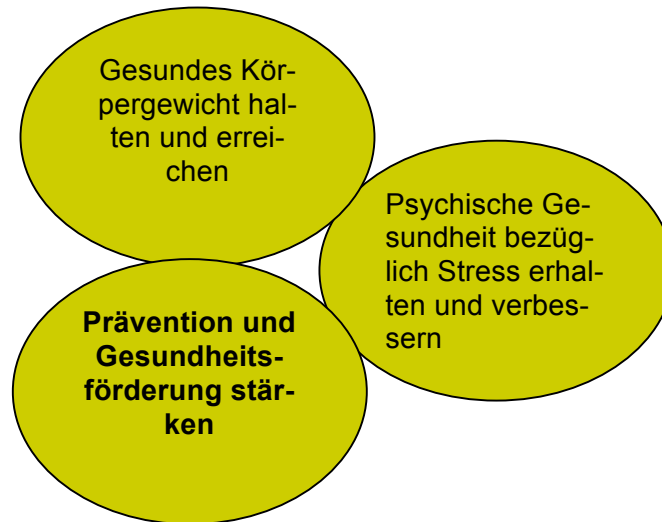 Gesundes Kör-
pergewicht hal-
ten und errei-
chen
Psychische Ge-
sundheit bezüg-
lich Stress erhal-
ten und verbes-
sern
Prävention und
Gesundheits-
förderung stär-
ken